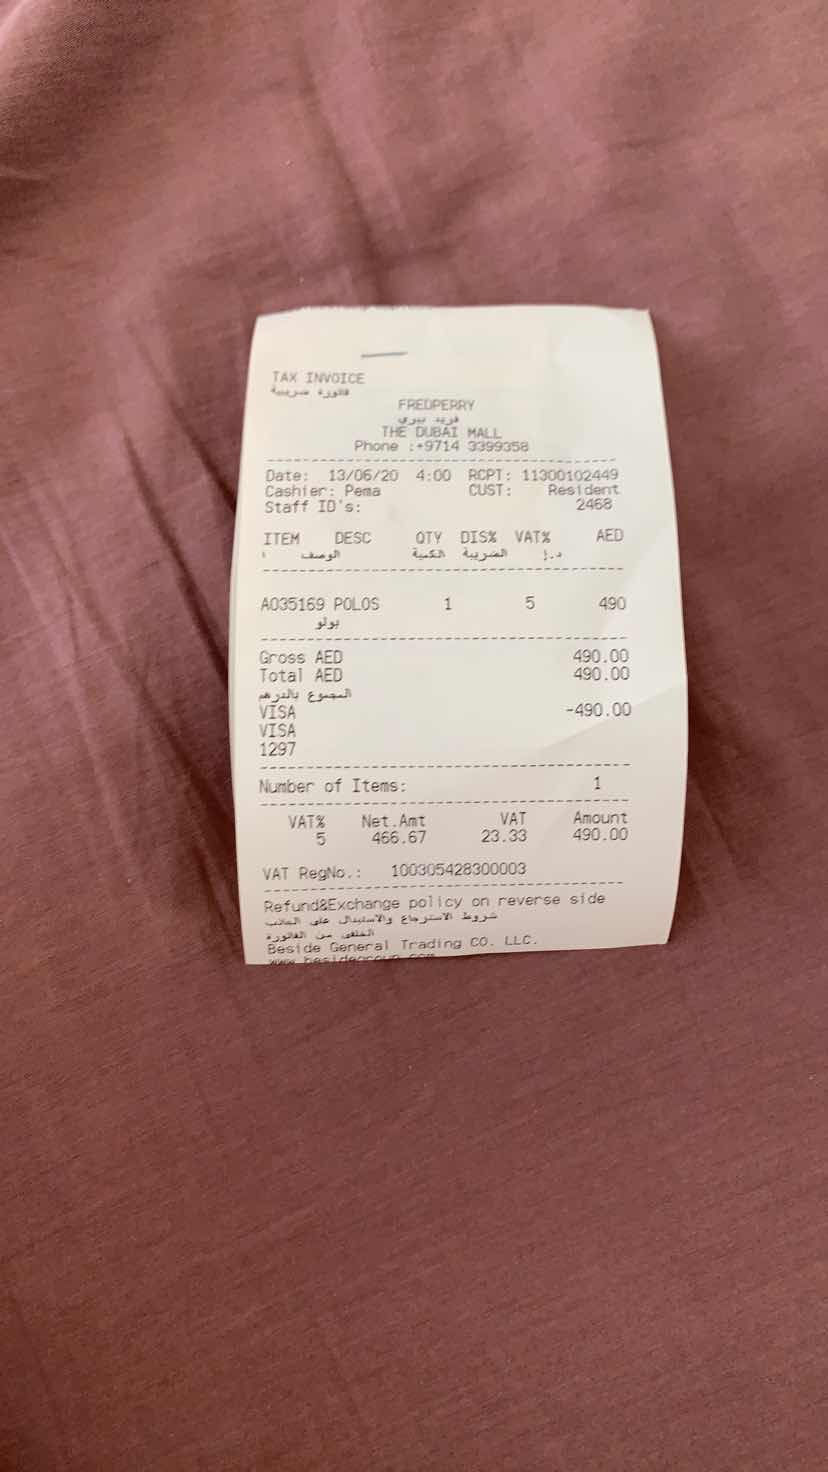 TAX INVOICE
فاتورة ضريبية
FREDPERRY
فريد بيري
THE DUBAI MALL
Phone :+9714 3399358
Date: 13/06/20 4:00 RCPT: 11300102449
Cashier: Pema CUST: Resident
Staff ID's: 2468
ITEM DESC QTY DIS% VAT% AED
ا الوصف الكمية الضريبة د.إ
A035169 POLOS 1 5 490
بولو
Gross AED 490.00
Total AED 490.00
المجموع بالدرهم
VISA -490.00
VISA
1297
Number of Items: 1
VAT% Net.Amt VAT Amount
5 466.67 23.33 490.00
VAT RegNo.: 100305428300003
Refund&Exchange policy on reverse side
شروط الاسترجاع والاستبدال على الجانب
الخلفي من الفاتورة
Beside General Trading CO. LLC.
www.besidegroup.com